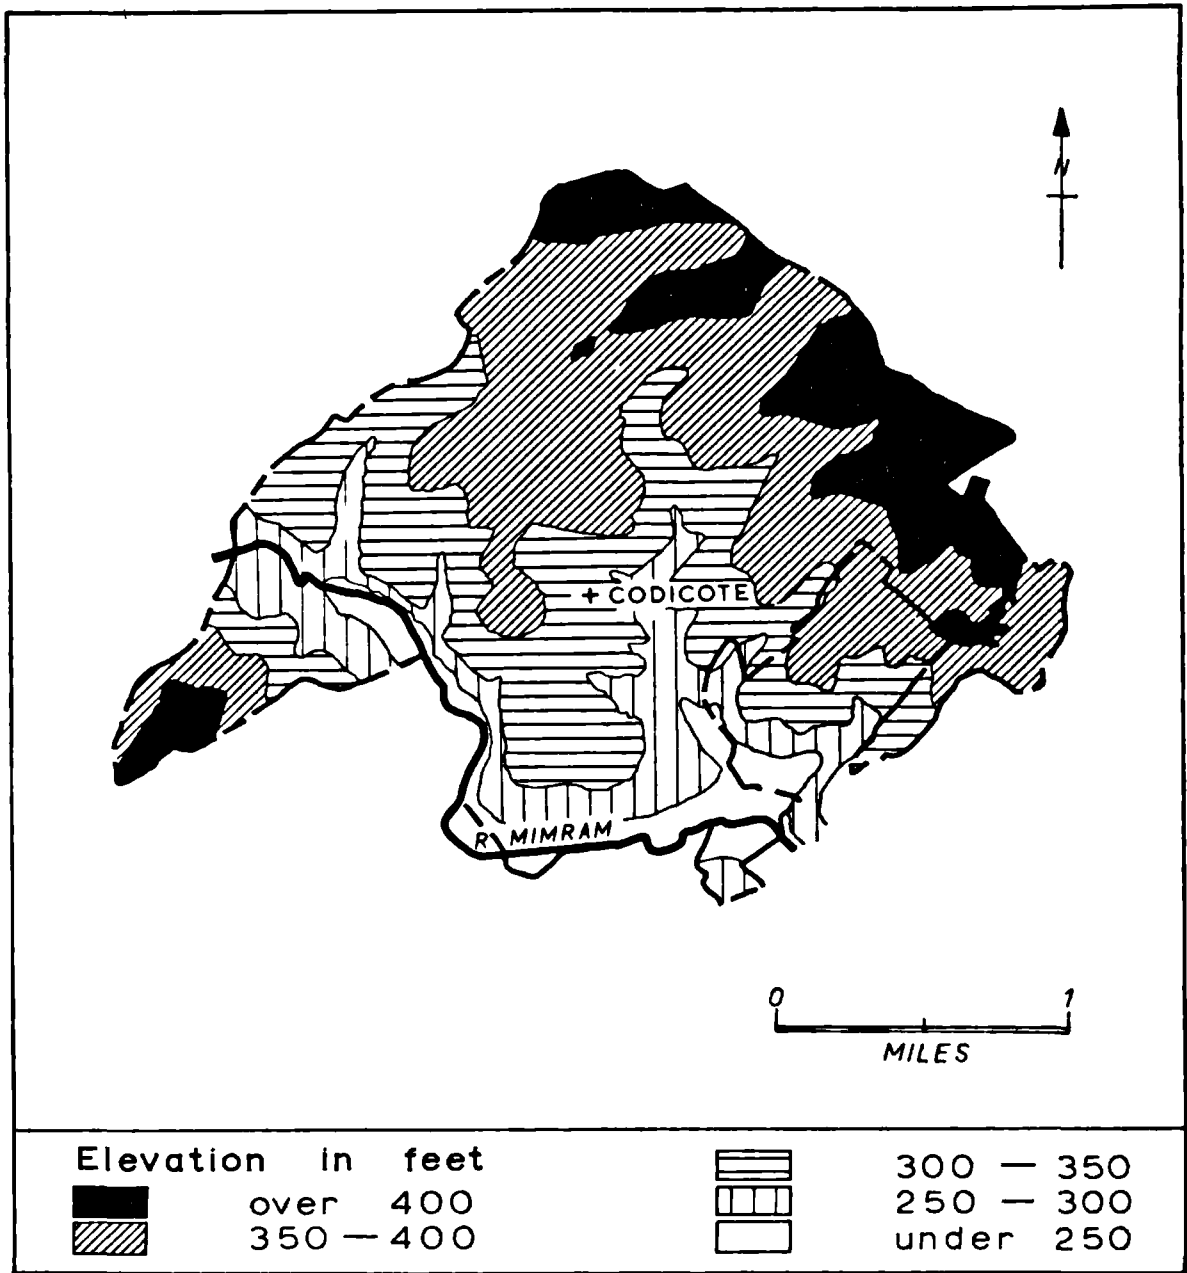 N
+ CODICOTE
R MIMRAM
0 1
MILES
Elevation in feet
over 400
350 — 400
300 — 350
250 — 300
under 250